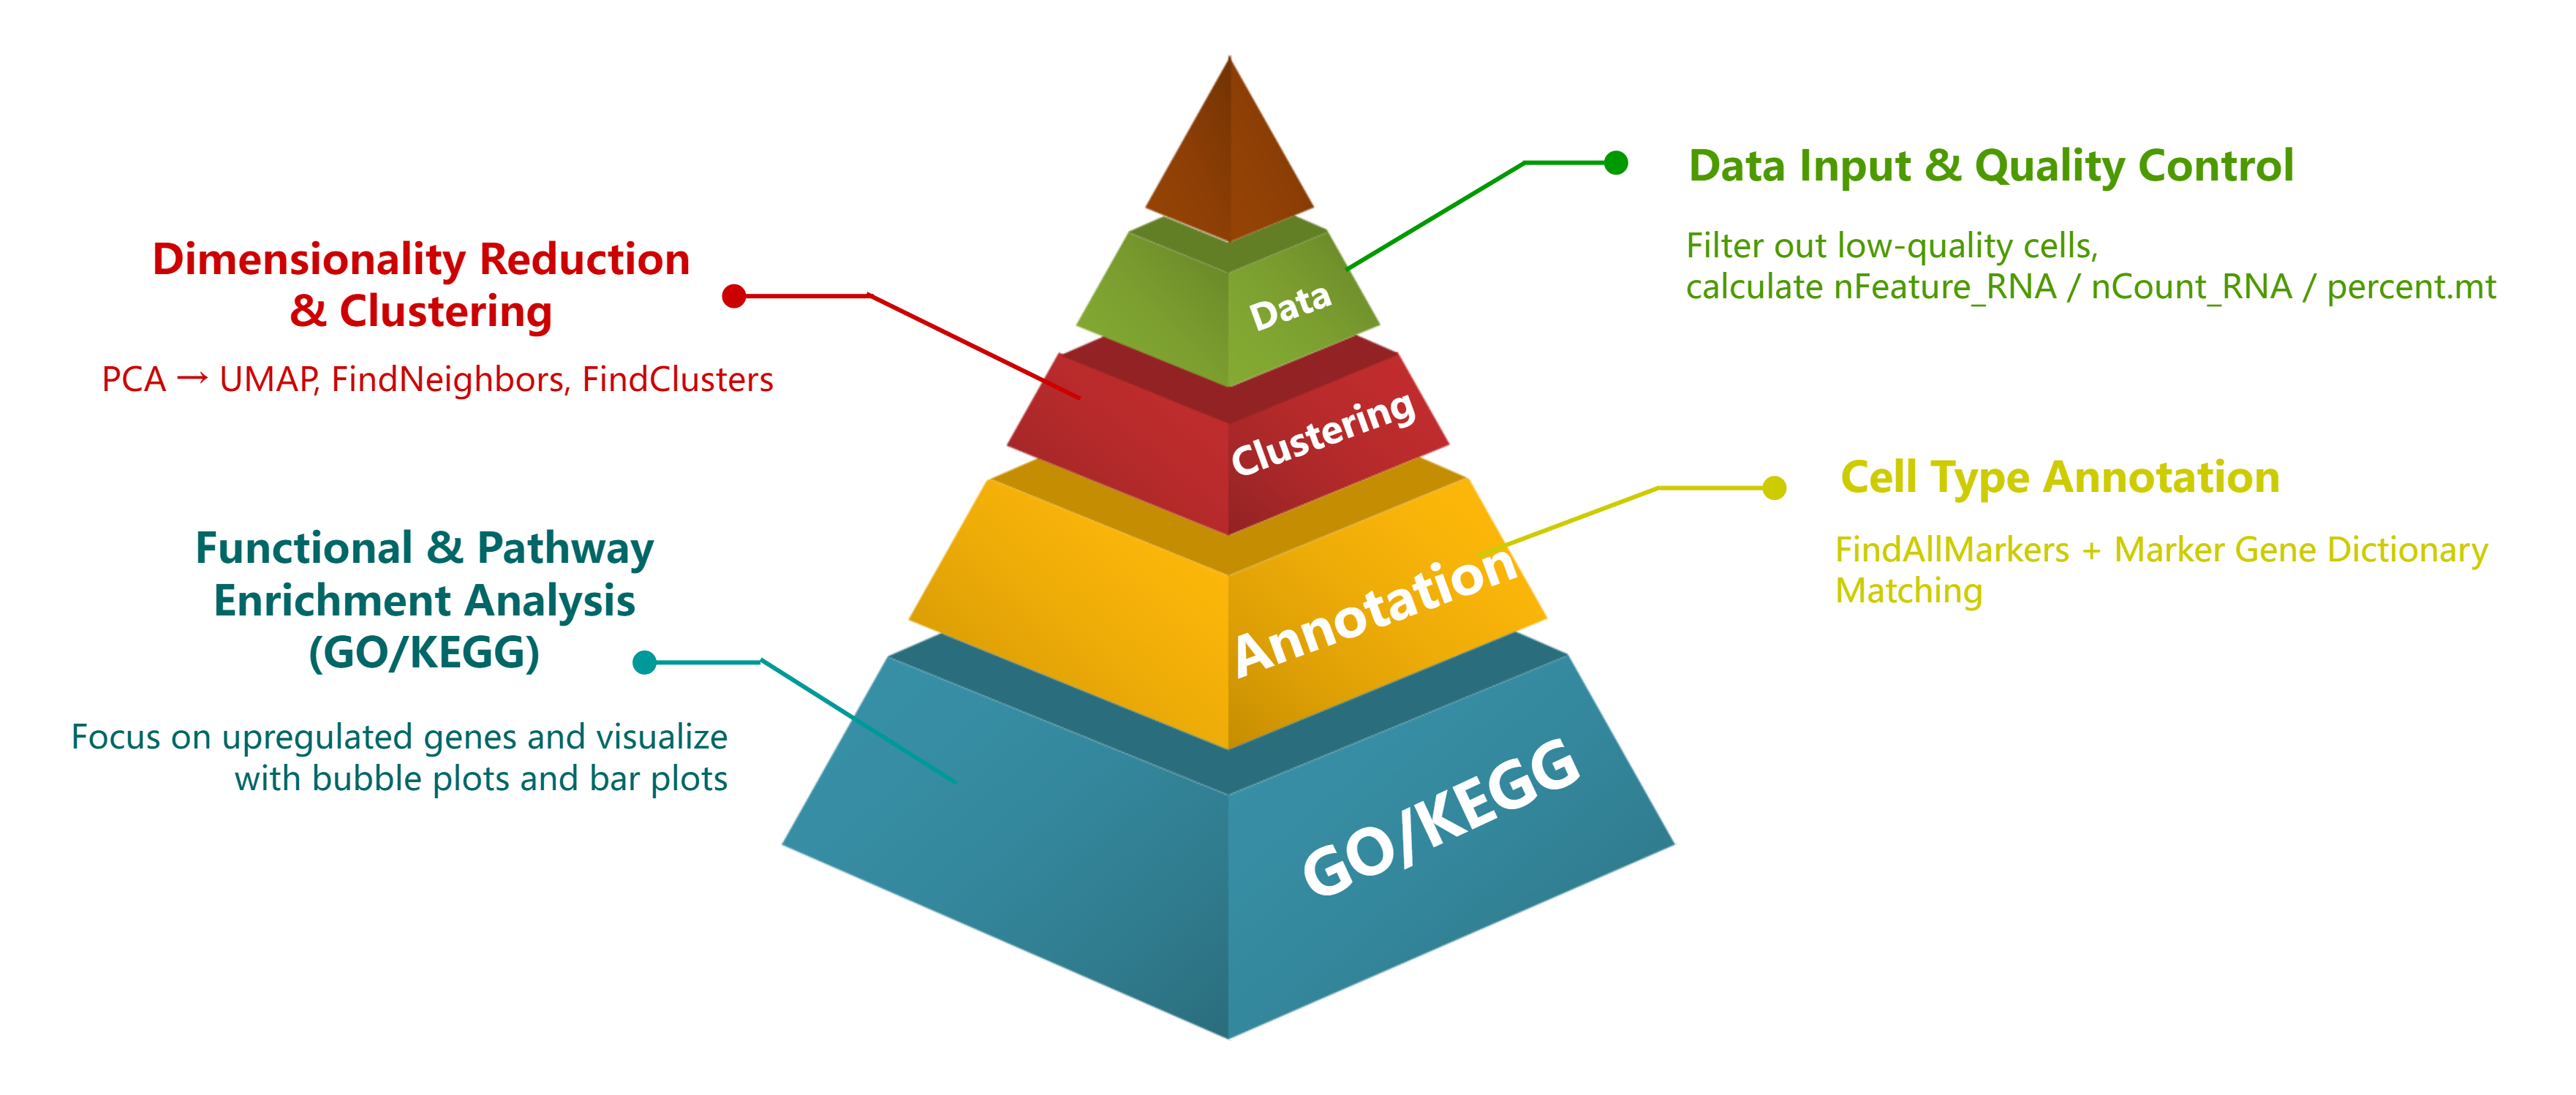 Data Input & Quality Control
Filter out low-quality cells,
calculate nFeature_RNA / nCount_RNA / percent.mt
Dimensionality Reduction
& Clustering
PCA → UMAP, FindNeighbors, FindClusters
Cell Type Annotation
FindAllMarkers + Marker Gene Dictionary
Matching
Functional & Pathway
Enrichment Analysis
(GO/KEGG)
Focus on upregulated genes and visualize
with bubble plots and bar plots
Data
Clustering
Annotation
GO/KEGG